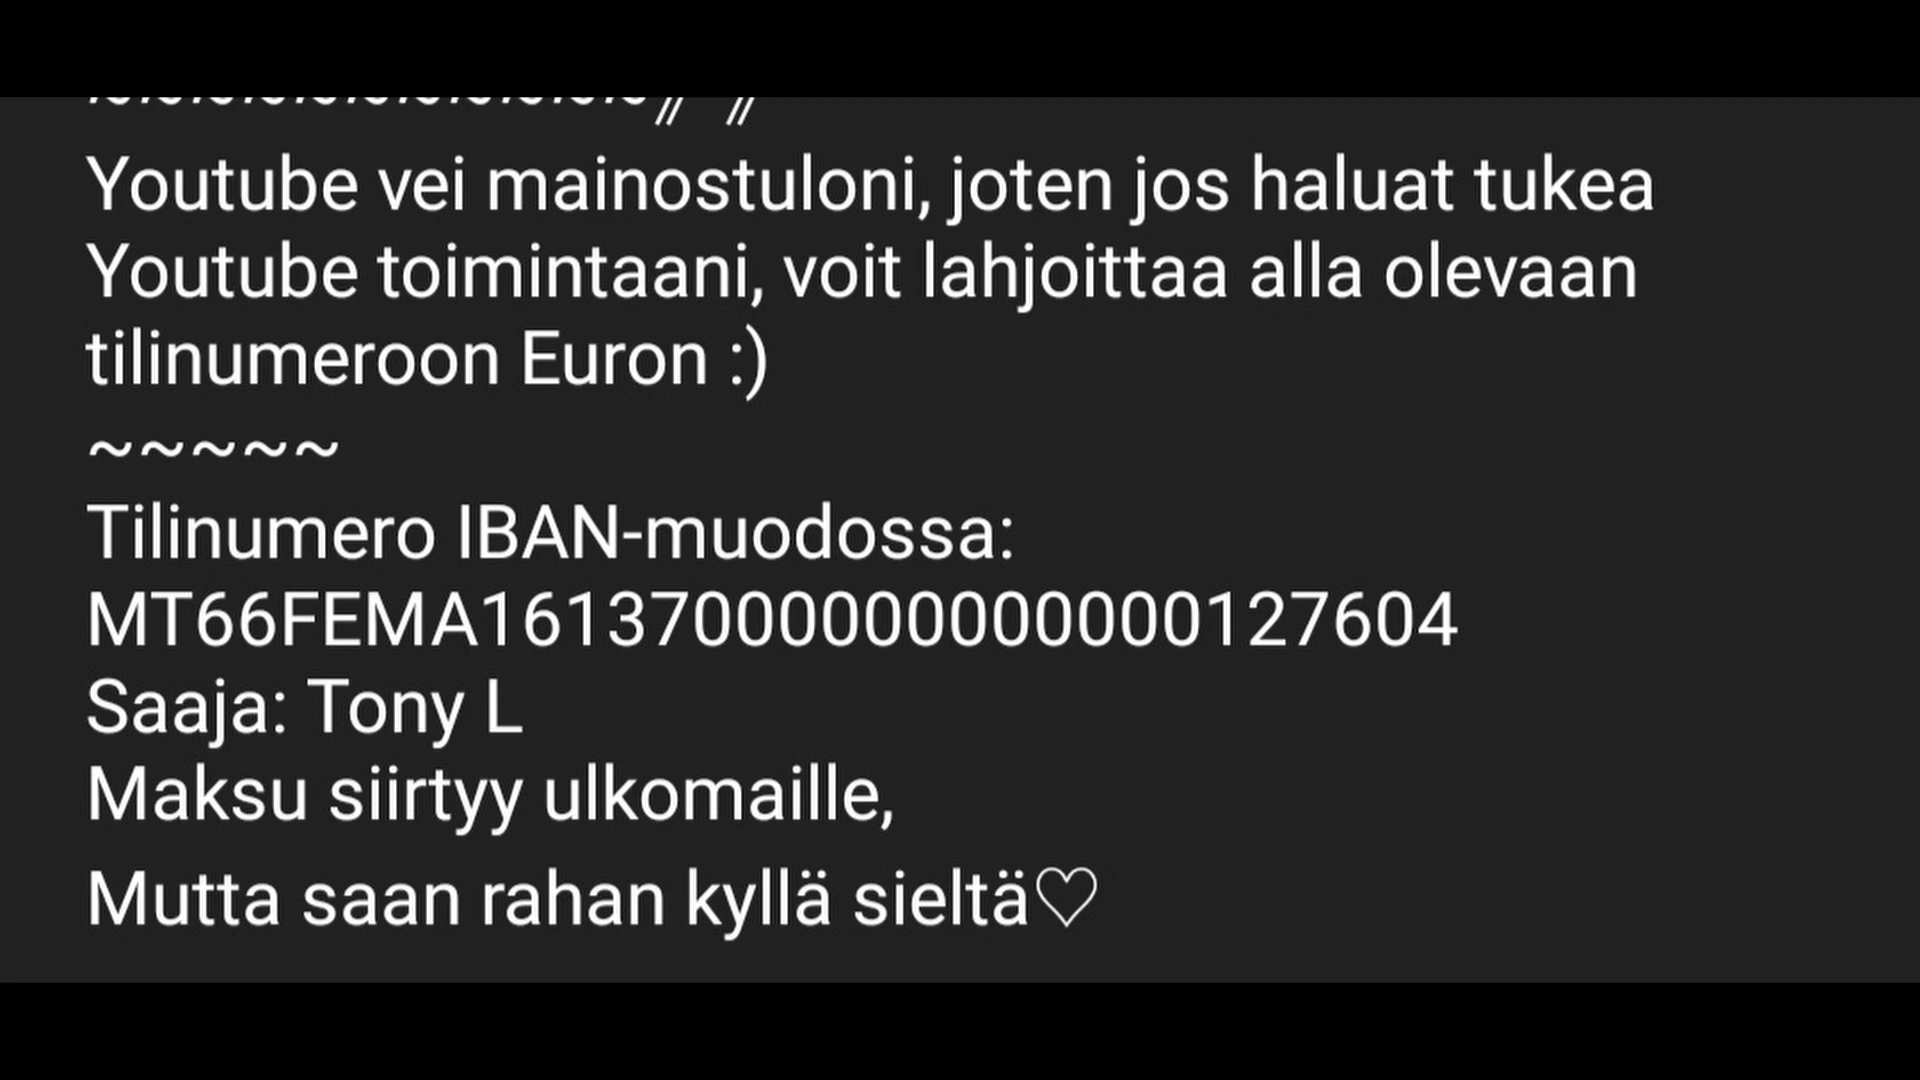 Youtube vei mainostuloni, joten jos haluat tukea
Youtube toimintaani, voit lahjoittaa alla olevaan
tilinumeroon Euron :)
~~~~~
Tilinumero IBAN-muodossa:
MT66FEMA161370000000000000127604
Saaja: Tony L
Maksu siirtyy ulkomaille,
Mutta saan rahan kyllä sieltä♡